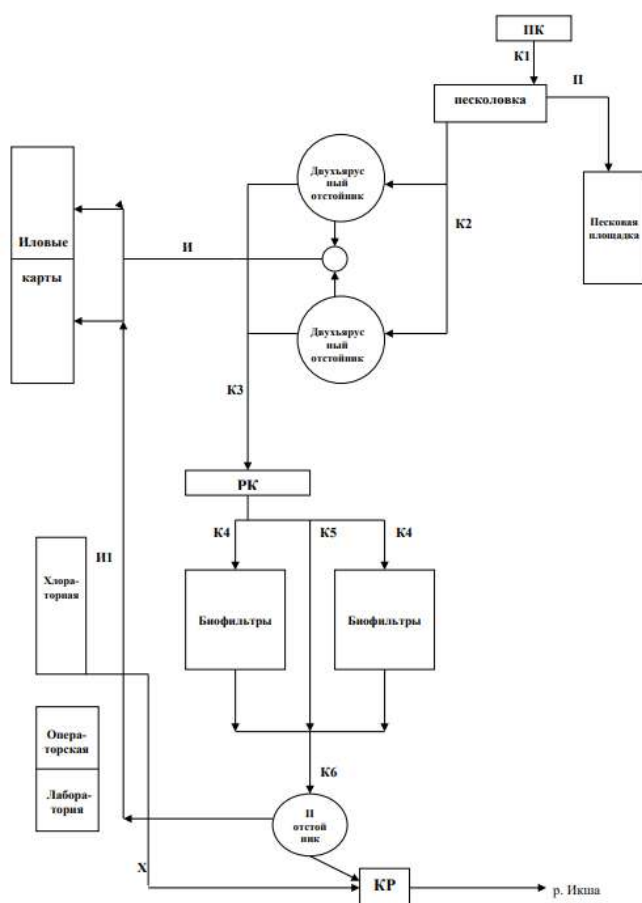 ПК
К1
П
песколовка
Двухъярус
ный
отстойник
Песковая
площадка
К2
Иловые
карты
И
Двухъярус
ный
отстойник
К3
РК
К4
К5
К4
И1
Хлора-
торная
Биофильтры
Биофильтры
Опера-
торская
Лабора-
тория
К6
II
отстой
ник
Х
КР
р. Икша